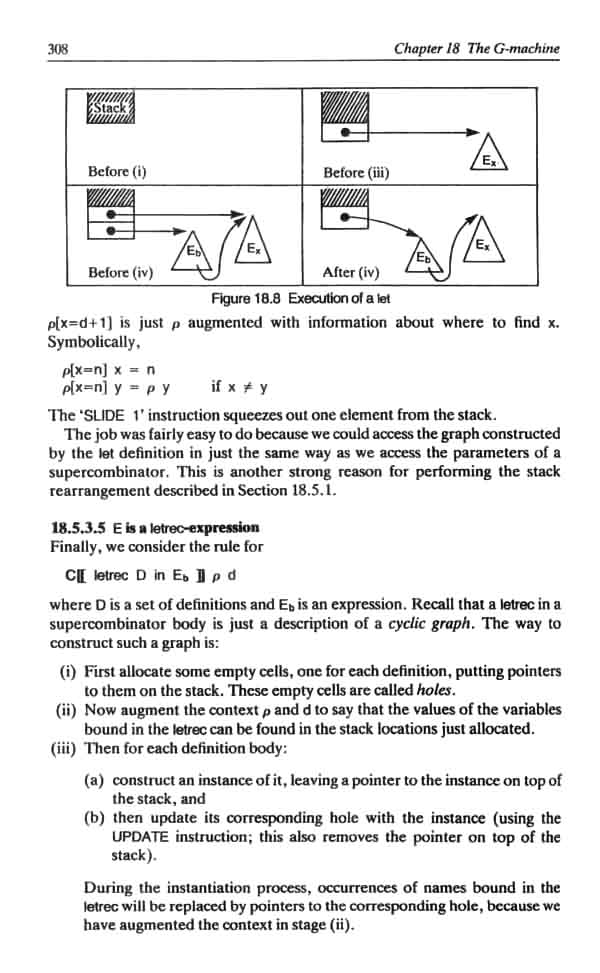 308
Chapter 18 The G-machine
Stack
Before (i)
Eₓ
Before (iii)
E_b
Eₓ
Before (iv)
E_b
Eₓ
After (iv)
Figure 18.8 Execution of a let
ρ[x=d+1] is just ρ augmented with information about where to find x.
Symbolically,
ρ[x=n] x = n
ρ[x=n] y = ρ y if x ≠ y
The 'SLIDE 1' instruction squeezes out one element from the stack.
The job was fairly easy to do because we could access the graph constructed
by the let definition in just the same way as we access the parameters of a
supercombinator. This is another strong reason for performing the stack
rearrangement described in Section 18.5.1.
18.5.3.5 E is a letrec-expression
Finally, we consider the rule for
C⟦ letrec D in E_b ⟧ ρ d
where D is a set of definitions and E_b is an expression. Recall that a letrec in a
supercombinator body is just a description of a cyclic graph. The way to
construct such a graph is:
(i) First allocate some empty cells, one for each definition, putting pointers
to them on the stack. These empty cells are called holes.
(ii) Now augment the context ρ and d to say that the values of the variables
bound in the letrec can be found in the stack locations just allocated.
(iii) Then for each definition body:
(a) construct an instance of it, leaving a pointer to the instance on top of
the stack, and
(b) then update its corresponding hole with the instance (using the
UPDATE instruction; this also removes the pointer on top of the
stack).
During the instantiation process, occurrences of names bound in the
letrec will be replaced by pointers to the corresponding hole, because we
have augmented the context in stage (ii).